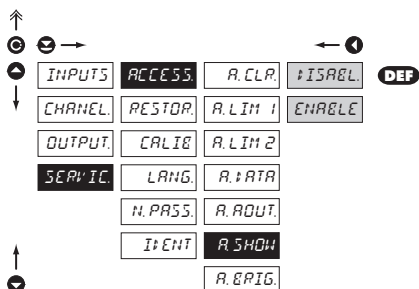 INPUTS ACCESS. A. CLR. DISABL. DEF
CHANEL. RESTOR. A. LIM 1 ENABLE
OUTPUT. CALIB A. LIM 2
SERVIC. LANG. A. DATA
N. PASS. A. AOUT.
IDENT A. SHOW
A. BRIG.